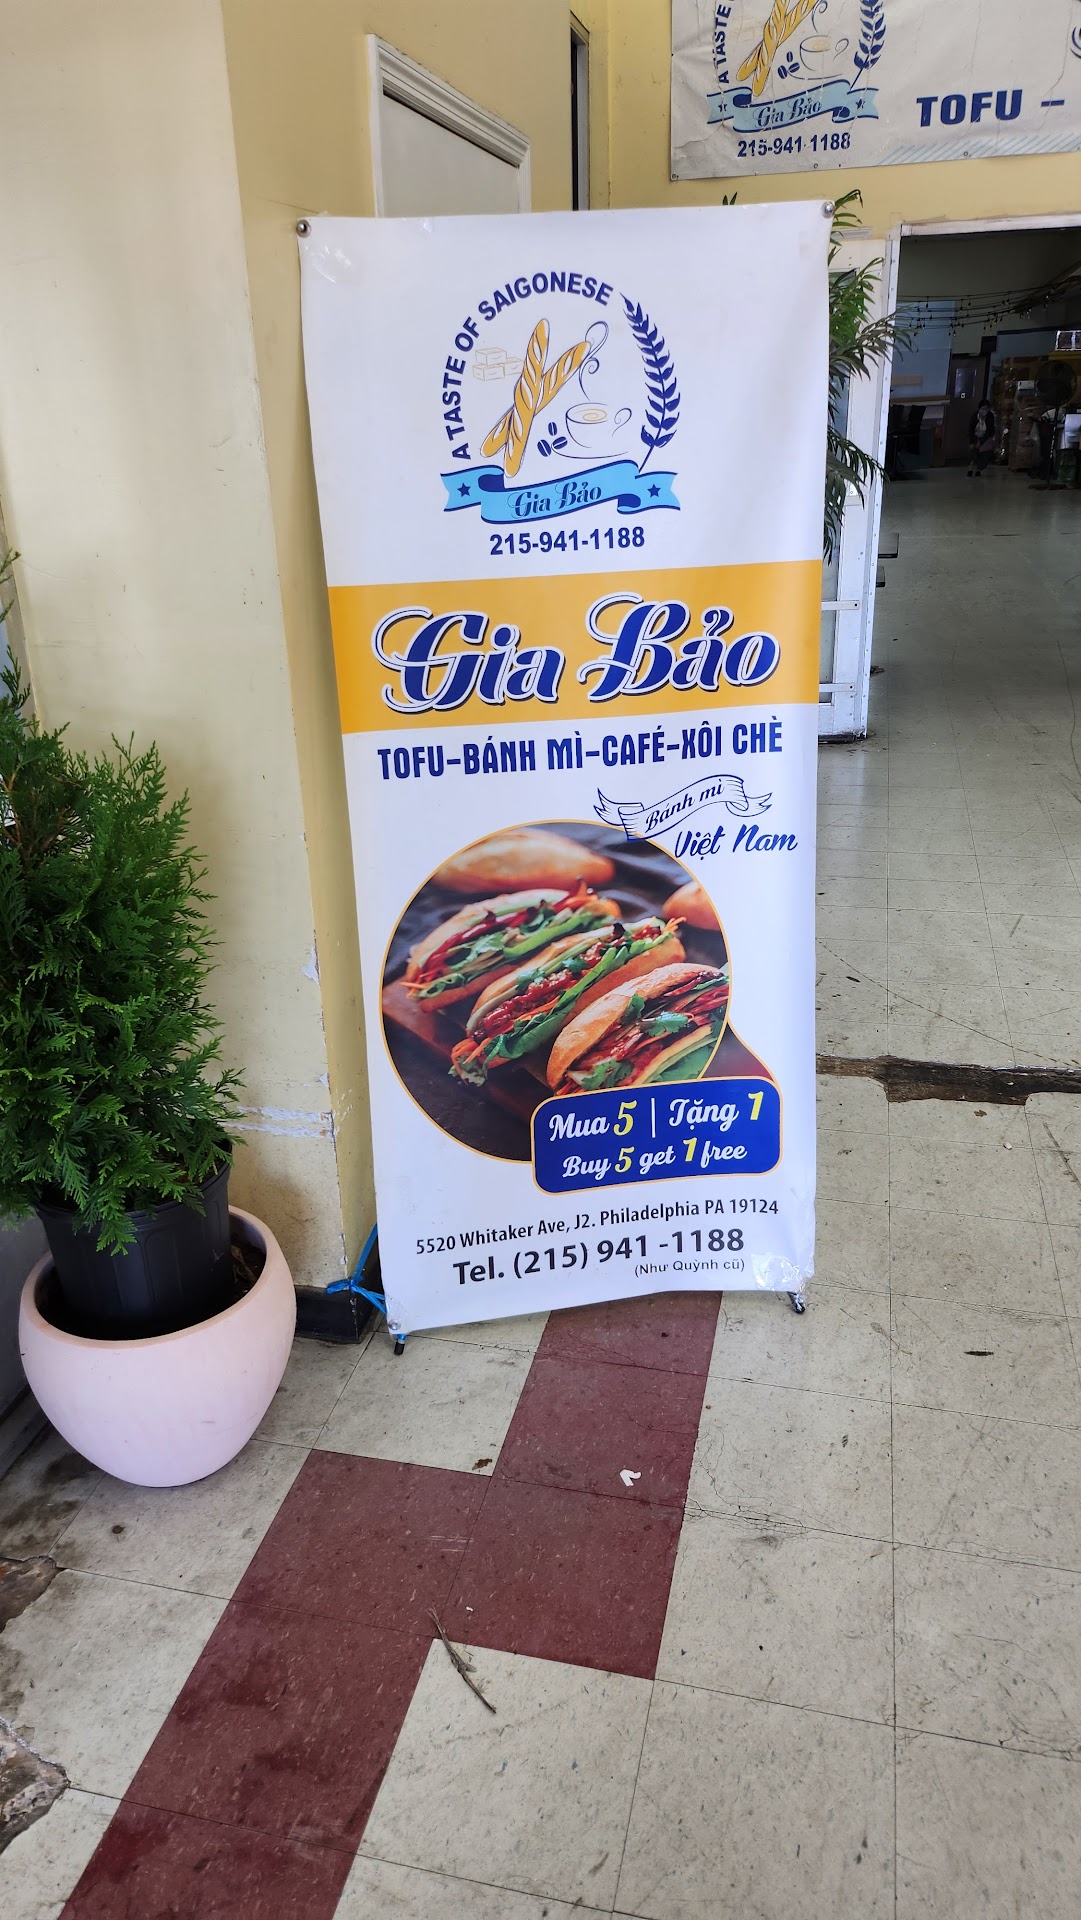 A TASTE
Gia Bảo
215-941-1188
TOFU -
A TASTE OF SAIGONESE
Gia Bảo
215-941-1188
Gia Bảo
TOFU-BÁNH MÌ-CAFÉ-XÔI CHÈ
Bánh mì
Việt Nam
Mua 5 | Tặng 1
Buy 5 get 1 free
5520 Whitaker Ave, J2. Philadelphia PA 19124
Tel. (215) 941 -1188
(Như Quỳnh cũ)